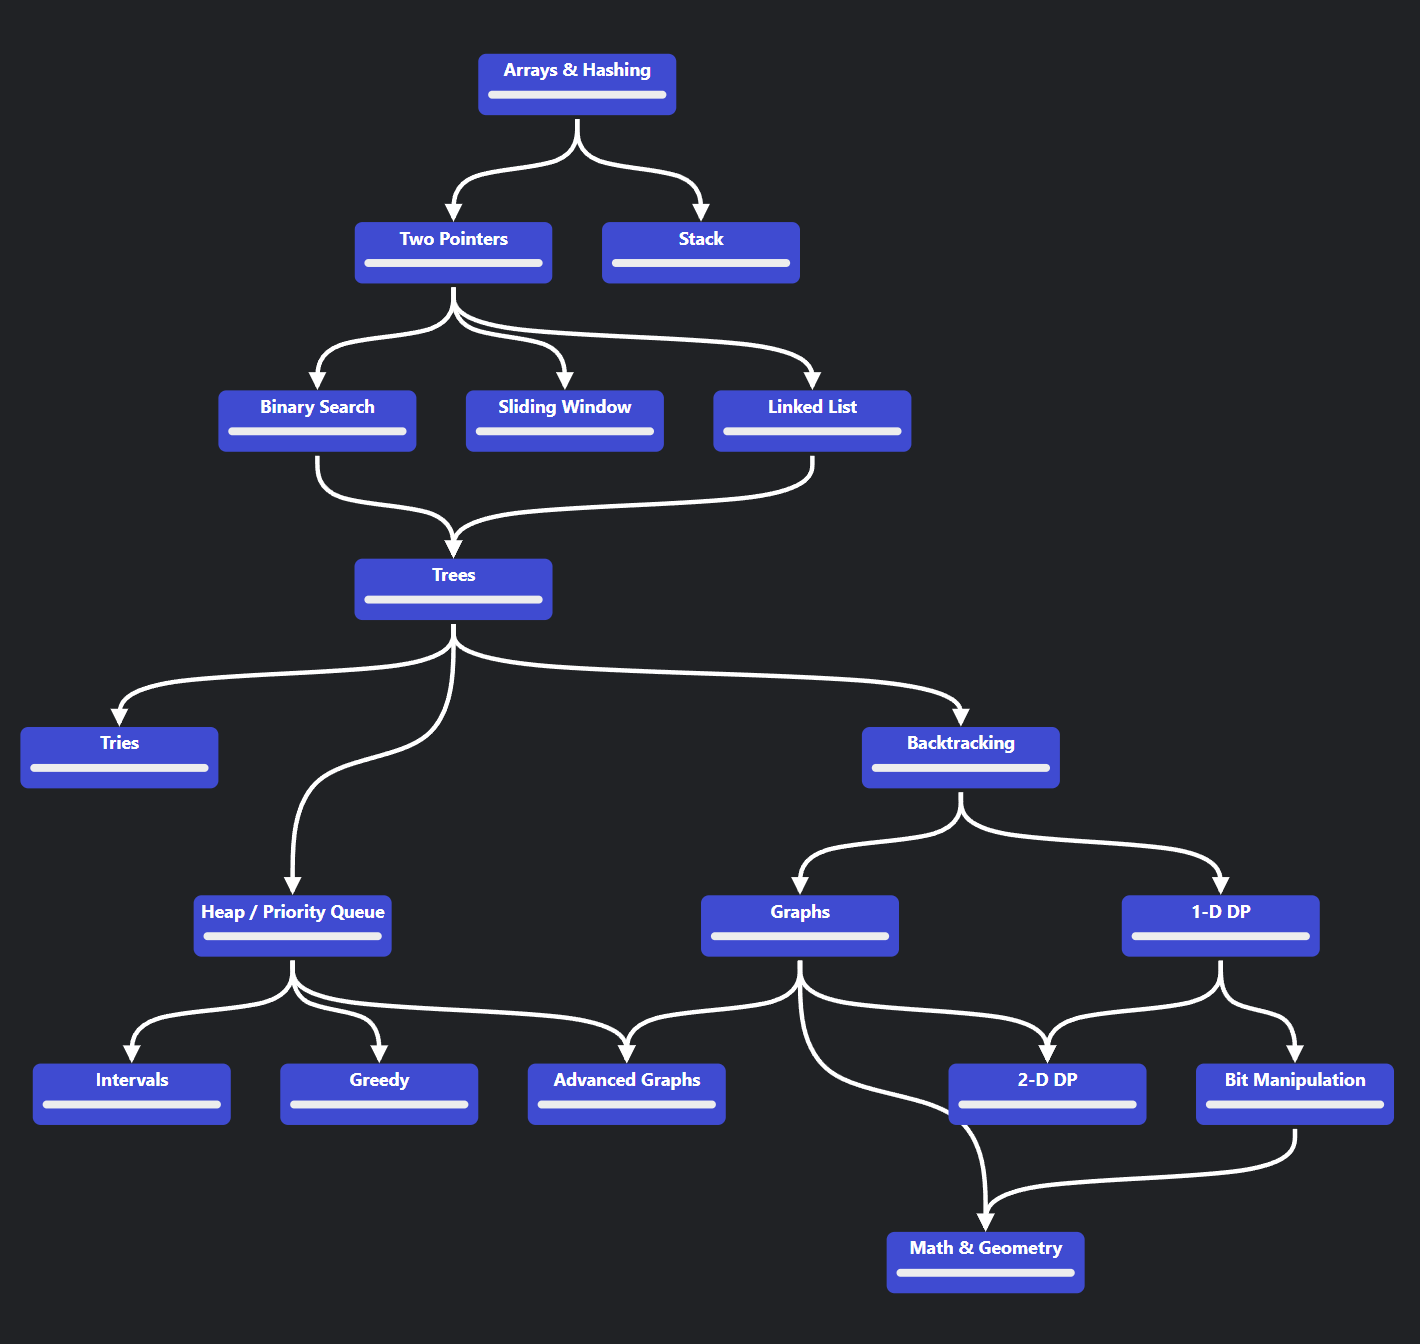 Arrays & Hashing
Two Pointers
Stack
Binary Search
Sliding Window
Linked List
Trees
Tries
Backtracking
Heap / Priority Queue
Graphs
1-D DP
Intervals
Greedy
Advanced Graphs
2-D DP
Bit Manipulation
Math & Geometry